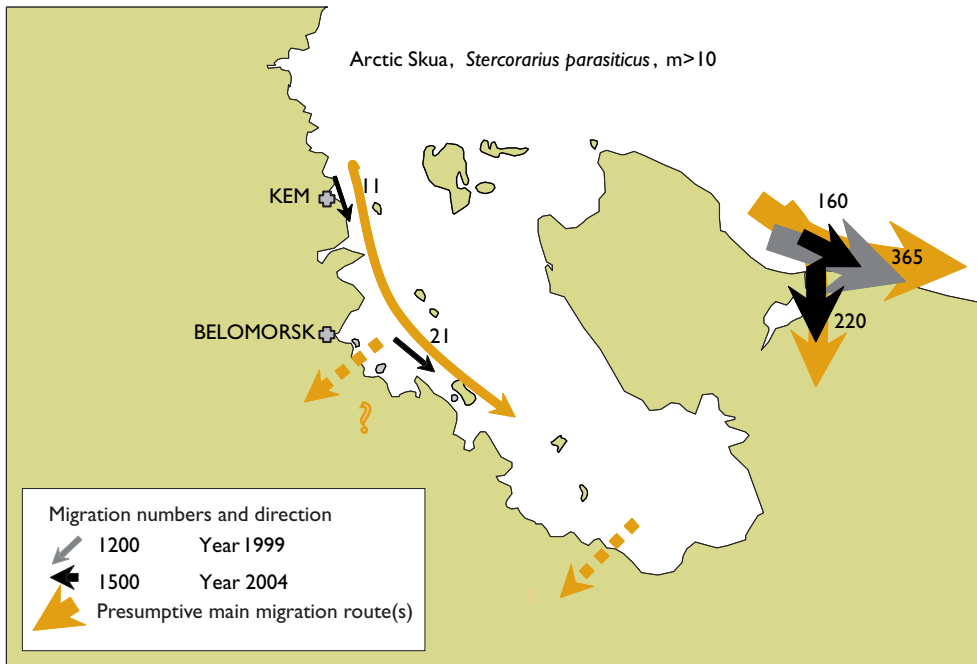 Arctic Skua, Stercorarius parasiticus, m>10
160
11
KEM
365
220
BELOMORSK
21
?
Migration numbers and direction
1200 Year 1999
1500 Year 2004
Presumptive main migration route(s)